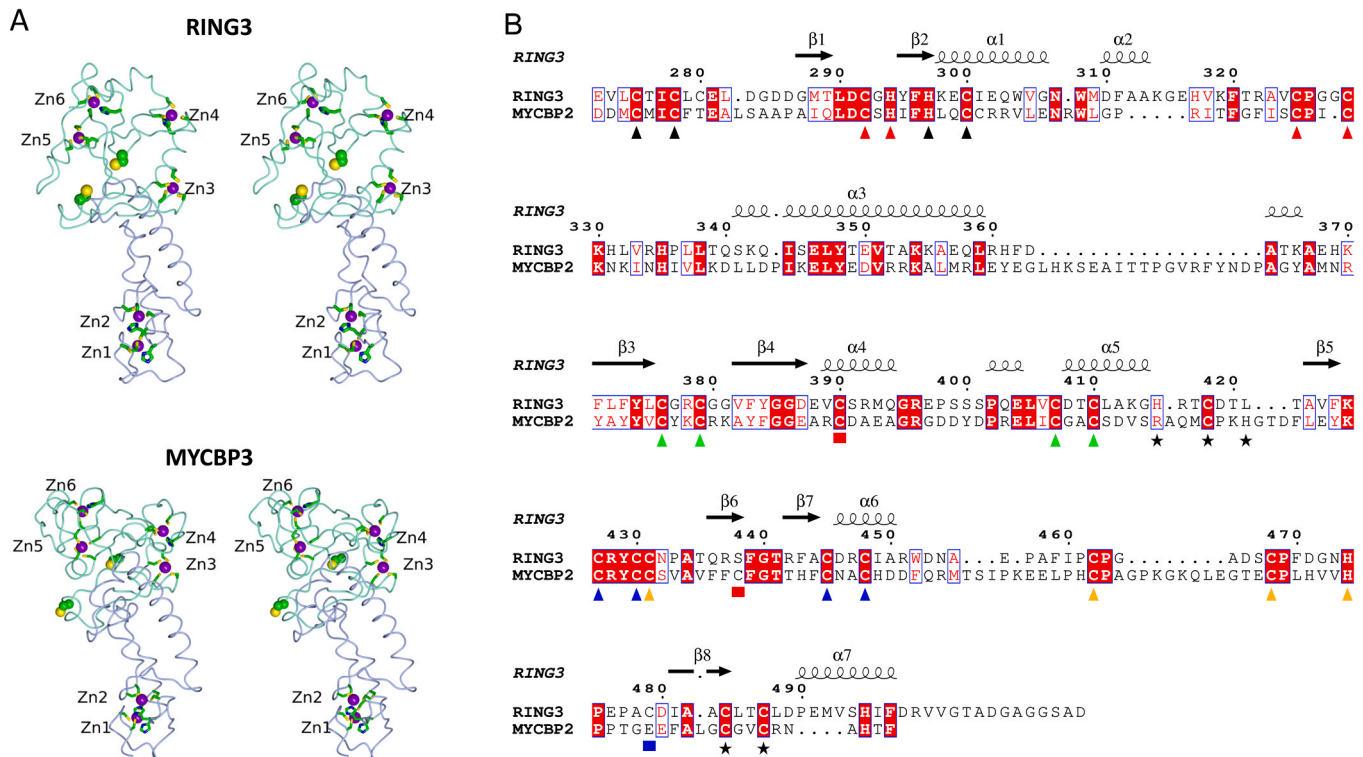 A
RING3
Zn6
Zn4
Zn5
Zn3
Zn2
Zn1
Zn6
Zn4
Zn5
Zn3
Zn2
Zn1
MYCBP3
Zn6
Zn4
Zn5
Zn3
Zn2
Zn1
Zn6
Zn4
Zn5
Zn3
Zn2
Zn1
B
β1 β2 α1 α2
RING3
280 290 300 310 320
RING3 EVLCTICLCEL.DGDDGMTLDCGHYFHKECIEQWVGN.WMDFAAKGEHVKFTRAVCPGGC
MYCBP2 DDMCMICFTEALSAAPAIQLDCSHIFHLQCCRRVLENRWLGP.....RITFGFISCPI.C
α3
RING3
330 340 350 360 370
RING3 KHLVRHPLLTQSKQ.ISELYTEVTAKKAEQLRHFD..................ATKAEHK
MYCBP2 KNKINHIVLKDLLDPIKELYEDVRRKALMRLEYEGLHKSEAITTPGVRFYNDPAGYAMNR
β3 β4 α4 α5 β5
RING3
380 390 400 410 420
RING3 FLFYLCGRCGGVFYGGDEVCSRMQGREPSSSPQELVCDTCLAKGH.RTCDTL...TAVFK
MYCBP2 YAYYVCYKCRKAYFGGEARCDAEAGRGDDYDPRELICGACSDVSRAQMCPKHGTDFLEYK
β6 β7 α6
RING3
430 440 450 460 470
RING3 CRYCCNPATQRSFGTRFACDRCIARWDNA...E.PAFIPCPG........ADSCPFDGNH
MYCBP2 CRYCCSVAVFFCFGTTHFCNACHDDFQRMTSIPKEELPHCPAGPKGKQLEGTECPLHVVH
β8 α7
RING3
480 490
RING3 PEPACDIA.ACLTCLDPEMVSHIFDRVVGTADGAGGSAD
MYCBP2 PPTGEEFALGCGVCRN....AHTF